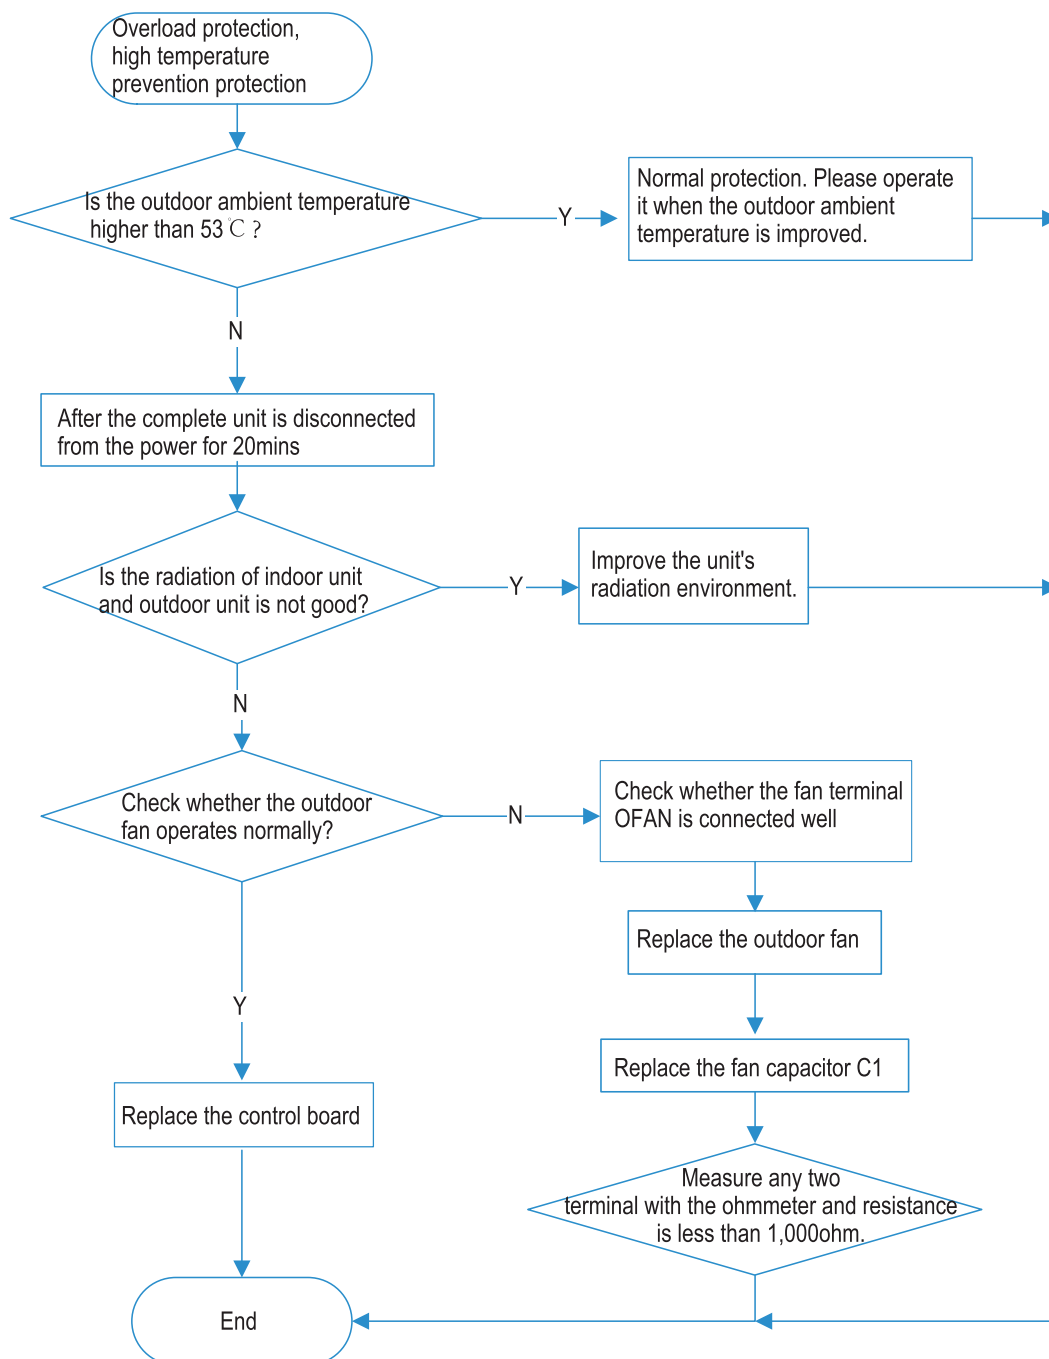 Overload protection,
high temperature
prevention protection
Is the outdoor ambient temperature
higher than 53℃ ?
Y
Normal protection. Please operate
it when the outdoor ambient
temperature is improved.
N
After the complete unit is disconnected
from the power for 20mins
Is the radiation of indoor unit
and outdoor unit is not good?
Y
Improve the unit's
radiation environment.
N
Check whether the outdoor
fan operates normally?
N
Check whether the fan terminal
OFAN is connected well
Replace the outdoor fan
Y
Replace the fan capacitor C1
Replace the control board
Measure any two
terminal with the ohmmeter and resistance
is less than 1,000ohm.
End